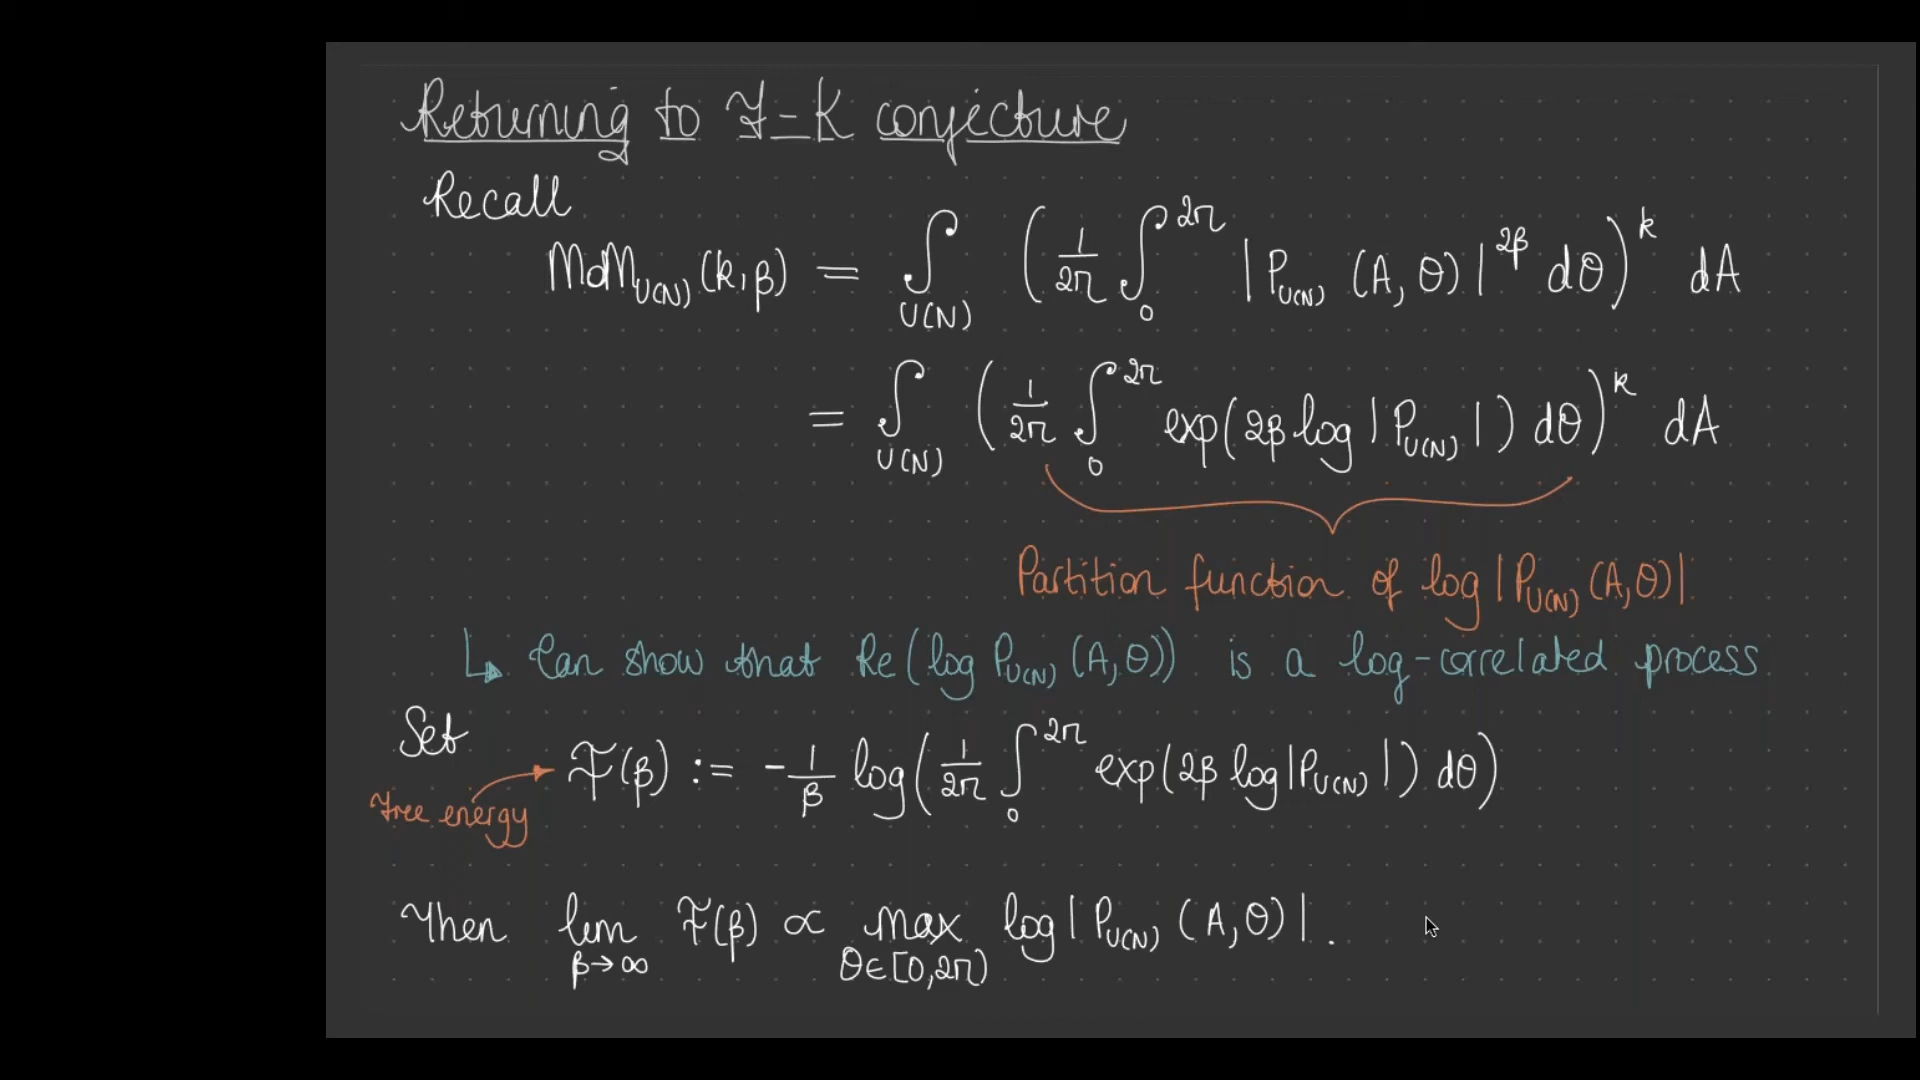 Returning to F-K conjecture
Recall
MoM_{U(N)}(k,β) = ∫_{U(N)} ( 1/2π ∫_0^{2π} |P_{U(N)}(A,θ)|^{2β} dθ )^k dA
= ∫_{U(N)} ( 1/2π ∫_0^{2π} exp(2β log|P_{U(N)}|) dθ )^k dA
Partition function of log|P_{U(N)}(A,θ)|
↳ Can show that Re(log P_{U(N)}(A,θ)) is a log-correlated process
Set
F(β) := -1/β log( 1/2π ∫_0^{2π} exp(2β log|P_{U(N)}|) dθ )
Free energy
Then lim_{β→∞} F(β) ∝ max_{θ∈[0,2π)} log|P_{U(N)}(A,θ)|.